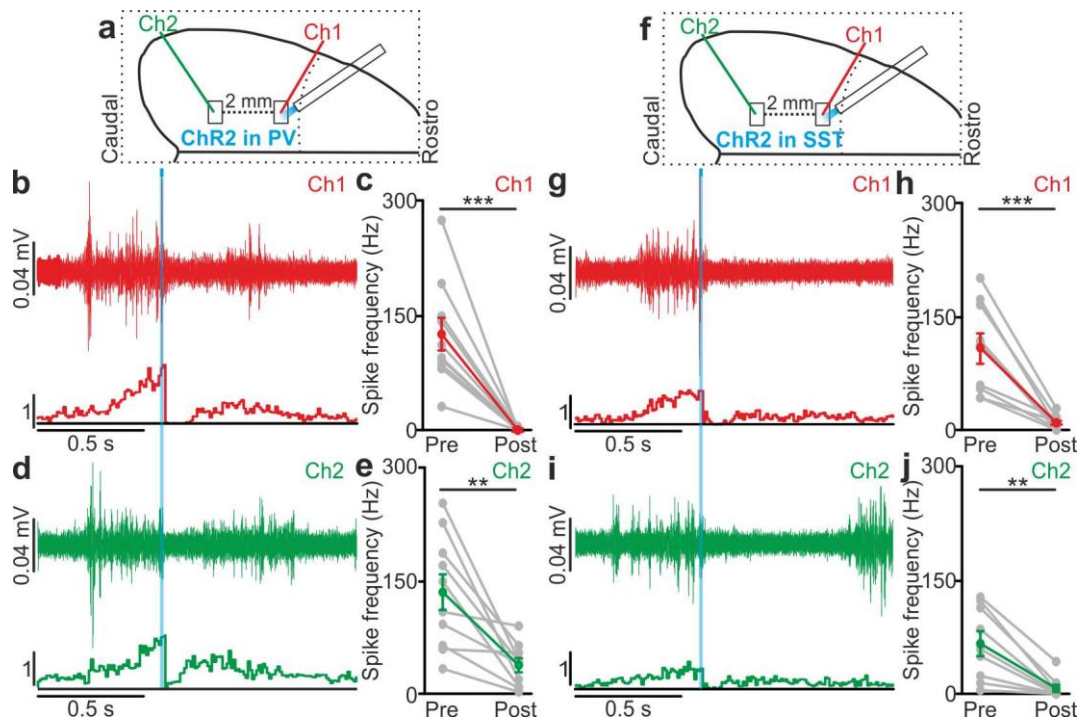 a
Ch2
Ch1
2 mm
ChR2 in PV
Caudal
Rostro
f
Ch2
Ch1
2 mm
ChR2 in SST
Caudal
Rostro
b
Ch1
0.04 mV
1
0.5 s
c
Ch1
***
Spike frequency (Hz)
300
150
0
Pre Post
g
Ch1
0.04 mV
1
0.5 s
h
Ch1
***
Spike frequency (Hz)
300
150
0
Pre Post
d
Ch2
0.04 mV
1
0.5 s
e
Ch2
**
Spike frequency (Hz)
300
150
0
Pre Post
i
Ch2
0.04 mV
1
0.5 s
j
Ch2
**
Spike frequency (Hz)
300
150
0
Pre Post